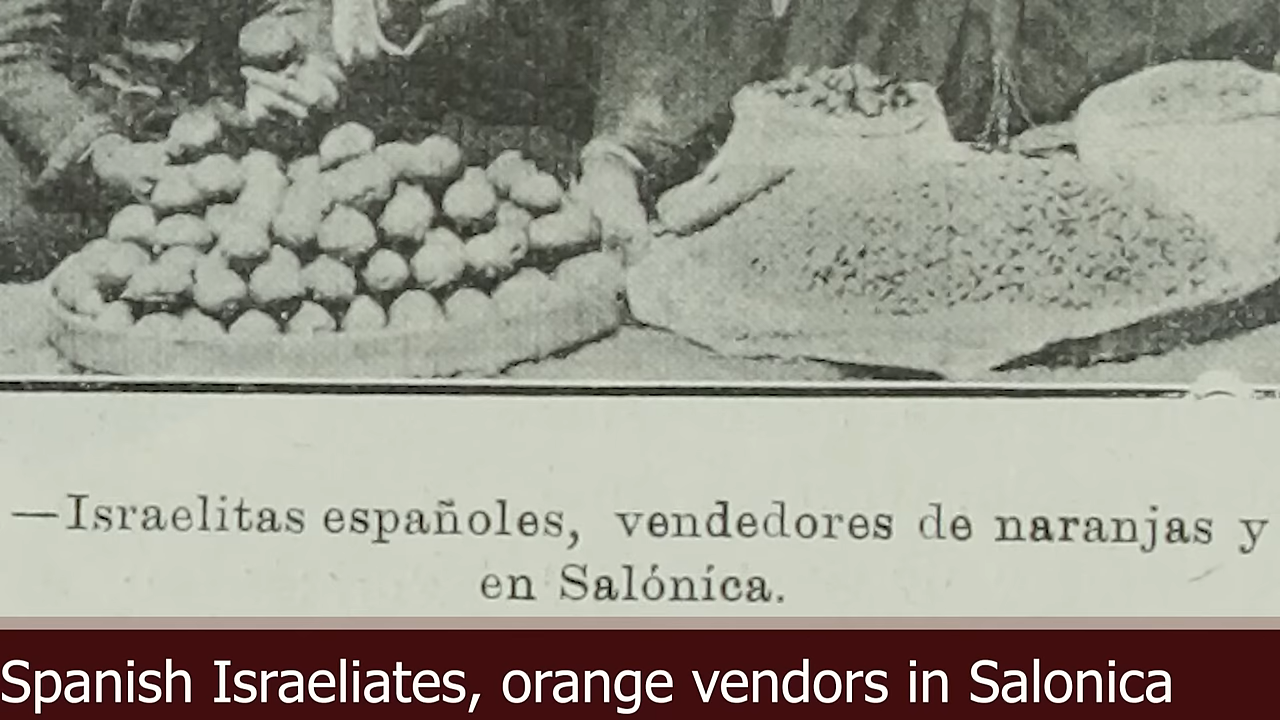 —Israelitas españoles, vendedores de naranjas y
en Salónica.
Spanish Israeliates, orange vendors in Salonica